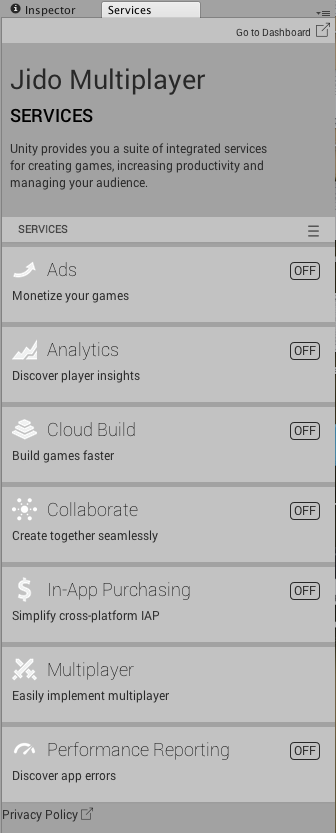 Inspector
Services
Go to Dashboard
Jido Multiplayer
SERVICES
Unity provides you a suite of integrated services
for creating games, increasing productivity and
managing your audience.
SERVICES
Ads
OFF
Monetize your games
Analytics
OFF
Discover player insights
Cloud Build
OFF
Build games faster
Collaborate
OFF
Create together seamlessly
In-App Purchasing
OFF
Simplify cross-platform IAP
Multiplayer
Easily implement multiplayer
Performance Reporting
OFF
Discover app errors
Privacy Policy